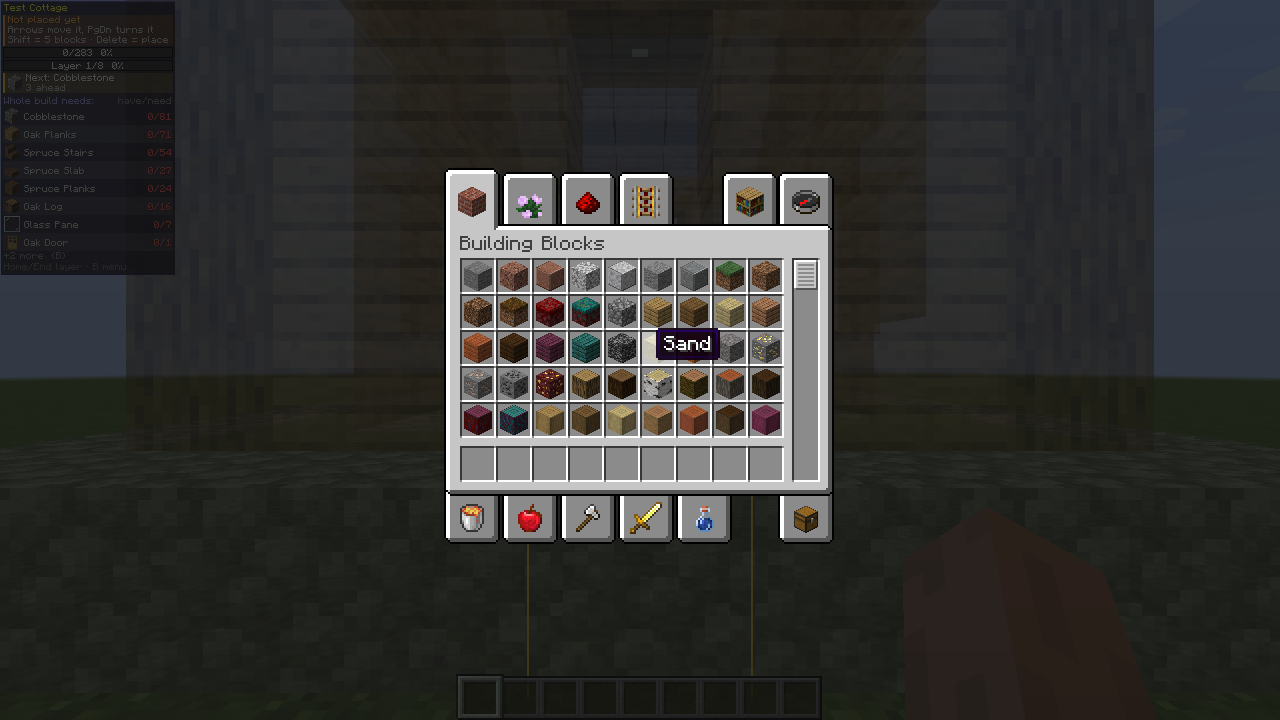 Test Cottage
Not placed yet
Arrows move it, PgDn turns it
Shift = 5 blocks · Delete = place
0/283 0%
Layer 1/8 0%
Next: Cobblestone
3 ahead
Whole build needs: have/need
Cobblestone 0/81
Oak Planks 0/71
Spruce Stairs 0/54
Spruce Slab 0/27
Spruce Planks 0/24
Oak Log 0/16
Glass Pane 0/7
Oak Door 0/1
+2 more (B)
Home/End layer · B menu
Building Blocks
Sand